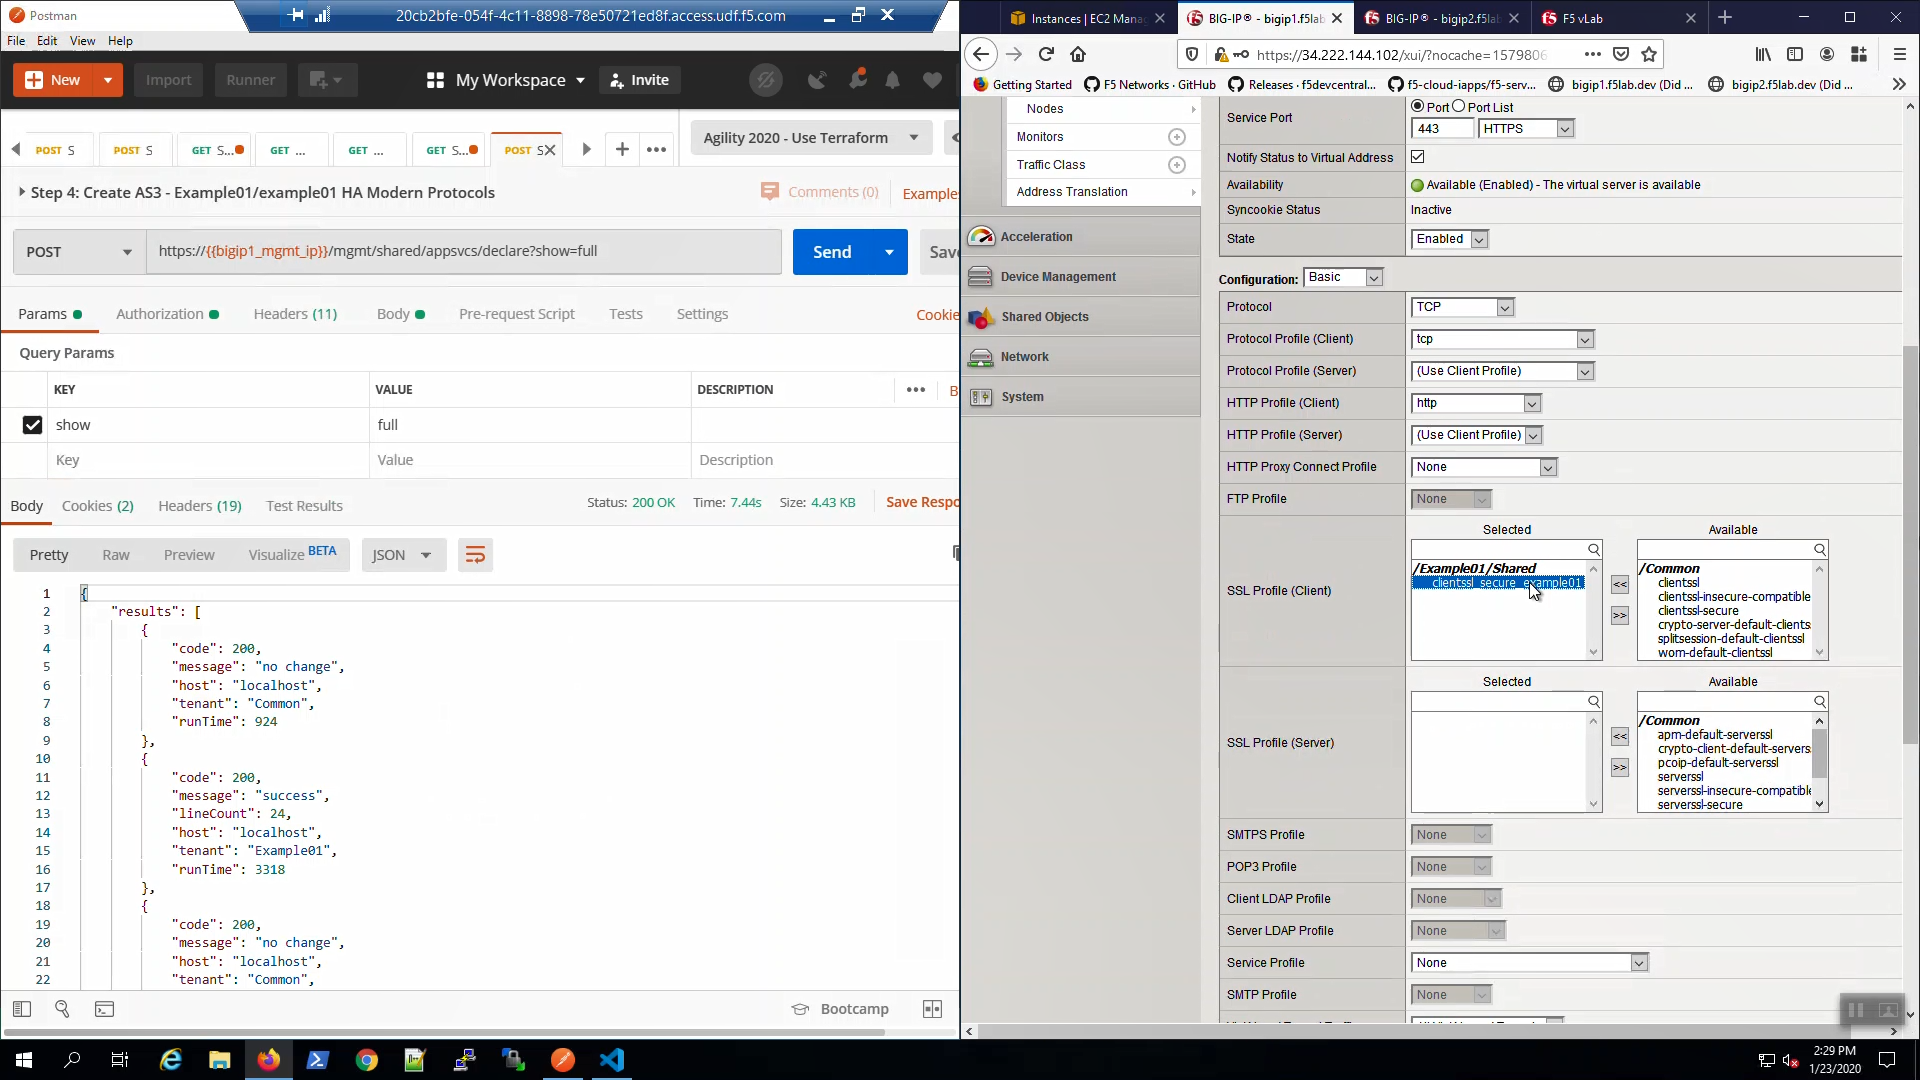 Postman
20cb2bfe-054f-4c11-8898-78e50721ed8f.access.udf.f5.com
File Edit View Help
New
Import
Runner
My Workspace
Invite
POST S
POST S
GET S...
GET ...
GET ...
GET S...
POST S
Agility 2020 - Use Terraform
Step 4: Create AS3 - Example01/example01 HA Modern Protocols
Comments (0)
Examples
POST
https://{{bigip1_mgmt_ip}}/mgmt/shared/appsvcs/declare?show=full
Send
Save
Params
Authorization
Headers (11)
Body
Pre-request Script
Tests
Settings
Cookie
Query Params
KEY VALUE DESCRIPTION
B
show full
Key Value Description
Body
Cookies (2)
Headers (19)
Test Results
Status: 200 OK
Time: 7.44s
Size: 4.43 KB
Save Respo
Pretty
Raw
Preview
Visualize BETA
JSON
1 {
2 "results": [
3 {
4 "code": 200,
5 "message": "no change",
6 "host": "localhost",
7 "tenant": "Common",
8 "runTime": 924
9 },
10 {
11 "code": 200,
12 "message": "success",
13 "lineCount": 24,
14 "host": "localhost",
15 "tenant": "Example01",
16 "runTime": 3318
17 },
18 {
19 "code": 200,
20 "message": "no change",
21 "host": "localhost",
22 "tenant": "Common",
Bootcamp
Instances | EC2 Mana
BIG-IP® - bigip1.f5lab
BIG-IP® - bigip2.f5lab
F5 vLab
https://34.222.144.102/xui/?nocache=1579806
Getting Started
F5 Networks · GitHub
Releases · f5devcentral...
f5-cloud-iapps/f5-serv...
bigip1.f5lab.dev (Did ...
bigip2.f5lab.dev (Did ...
Nodes
Monitors
Traffic Class
Address Translation
Acceleration
Device Management
Shared Objects
Network
System
Service Port
Port
Port List
443
HTTPS
Notify Status to Virtual Address
Availability
Available (Enabled) - The virtual server is available
Syncookie Status
Inactive
State
Enabled
Configuration: Basic
Protocol
TCP
Protocol Profile (Client)
tcp
Protocol Profile (Server)
(Use Client Profile)
HTTP Profile (Client)
http
HTTP Profile (Server)
(Use Client Profile)
HTTP Proxy Connect Profile
None
FTP Profile
None
SSL Profile (Client)
Selected
/Example01/Shared
clientssl_secure_example01
<<
>>
Available
/Common
clientssl
clientssl-insecure-compatible
clientssl-secure
crypto-server-default-clients
splitsession-default-clientssl
wom-default-clientssl
SSL Profile (Server)
Selected
<<
>>
Available
/Common
apm-default-serverssl
crypto-client-default-servers
pcoip-default-serverssl
serverssl
serverssl-insecure-compatible
serverssl-secure
SMTPS Profile
None
POP3 Profile
None
Client LDAP Profile
None
Server LDAP Profile
None
Service Profile
None
SMTP Profile
None
2:29 PM
1/23/2020